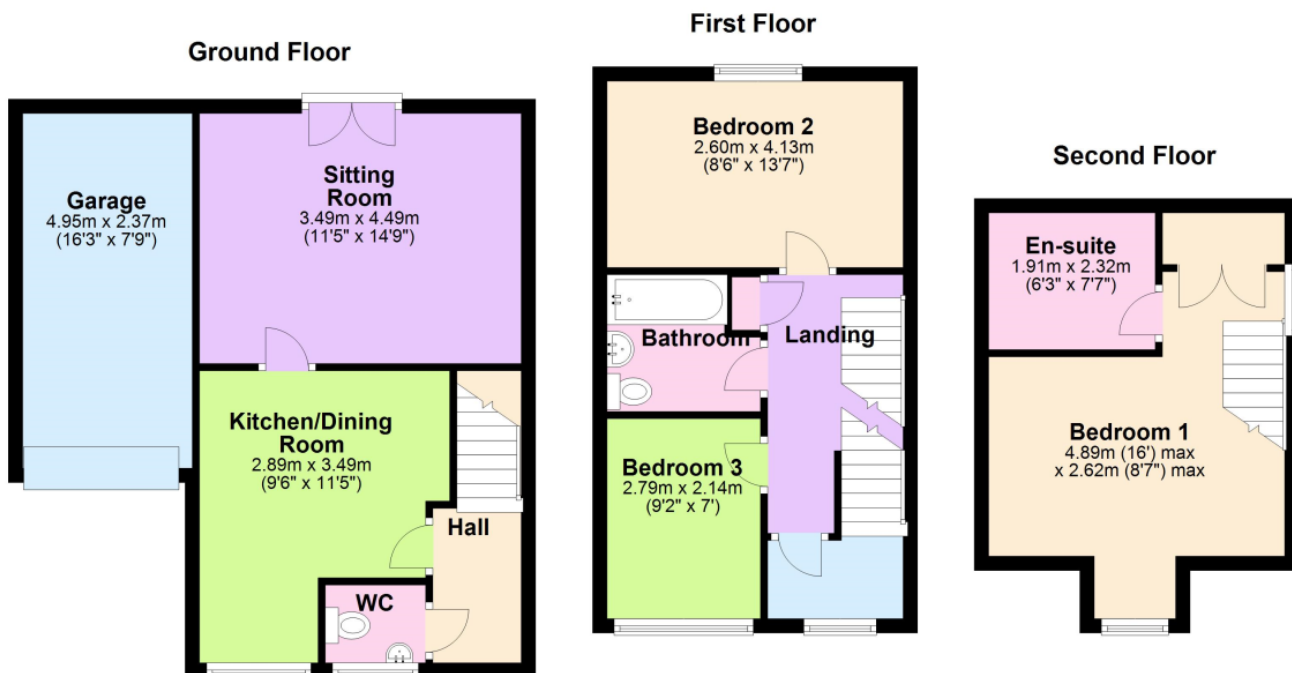 Ground Floor
Garage
4.95m x 2.37m
(16'3" x 7'9")
Sitting
Room
3.49m x 4.49m
(11'5" x 14'9")
Kitchen/Dining
Room
2.89m x 3.49m
(9'6" x 11'5")
Hall
WC
First Floor
Bedroom 2
2.60m x 4.13m
(8'6" x 13'7")
Bathroom
Landing
Bedroom 3
2.79m x 2.14m
(9'2" x 7')
Second Floor
En-suite
1.91m x 2.32m
(6'3" x 7'7")
Bedroom 1
4.89m (16') max
x 2.62m (8'7") max